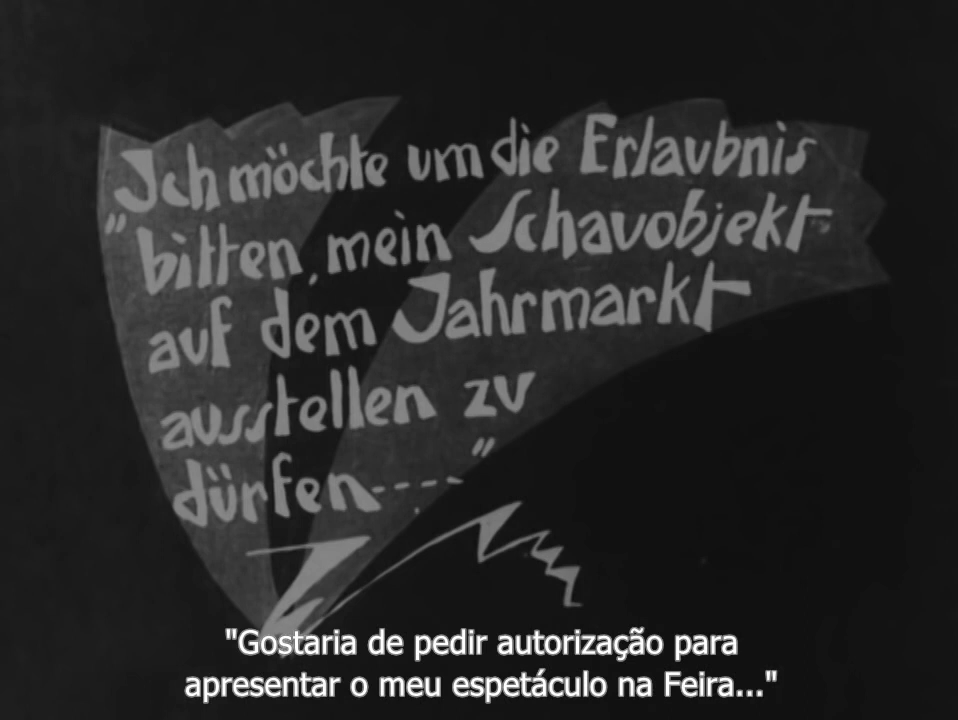 „Ich möchte um die Erlaubnis
bitten, mein Schauobjekt
auf dem Jahrmarkt
ausstellen zu
dürfen-----"
"Gostaria de pedir autorização para
apresentar o meu espetáculo na Feira..."